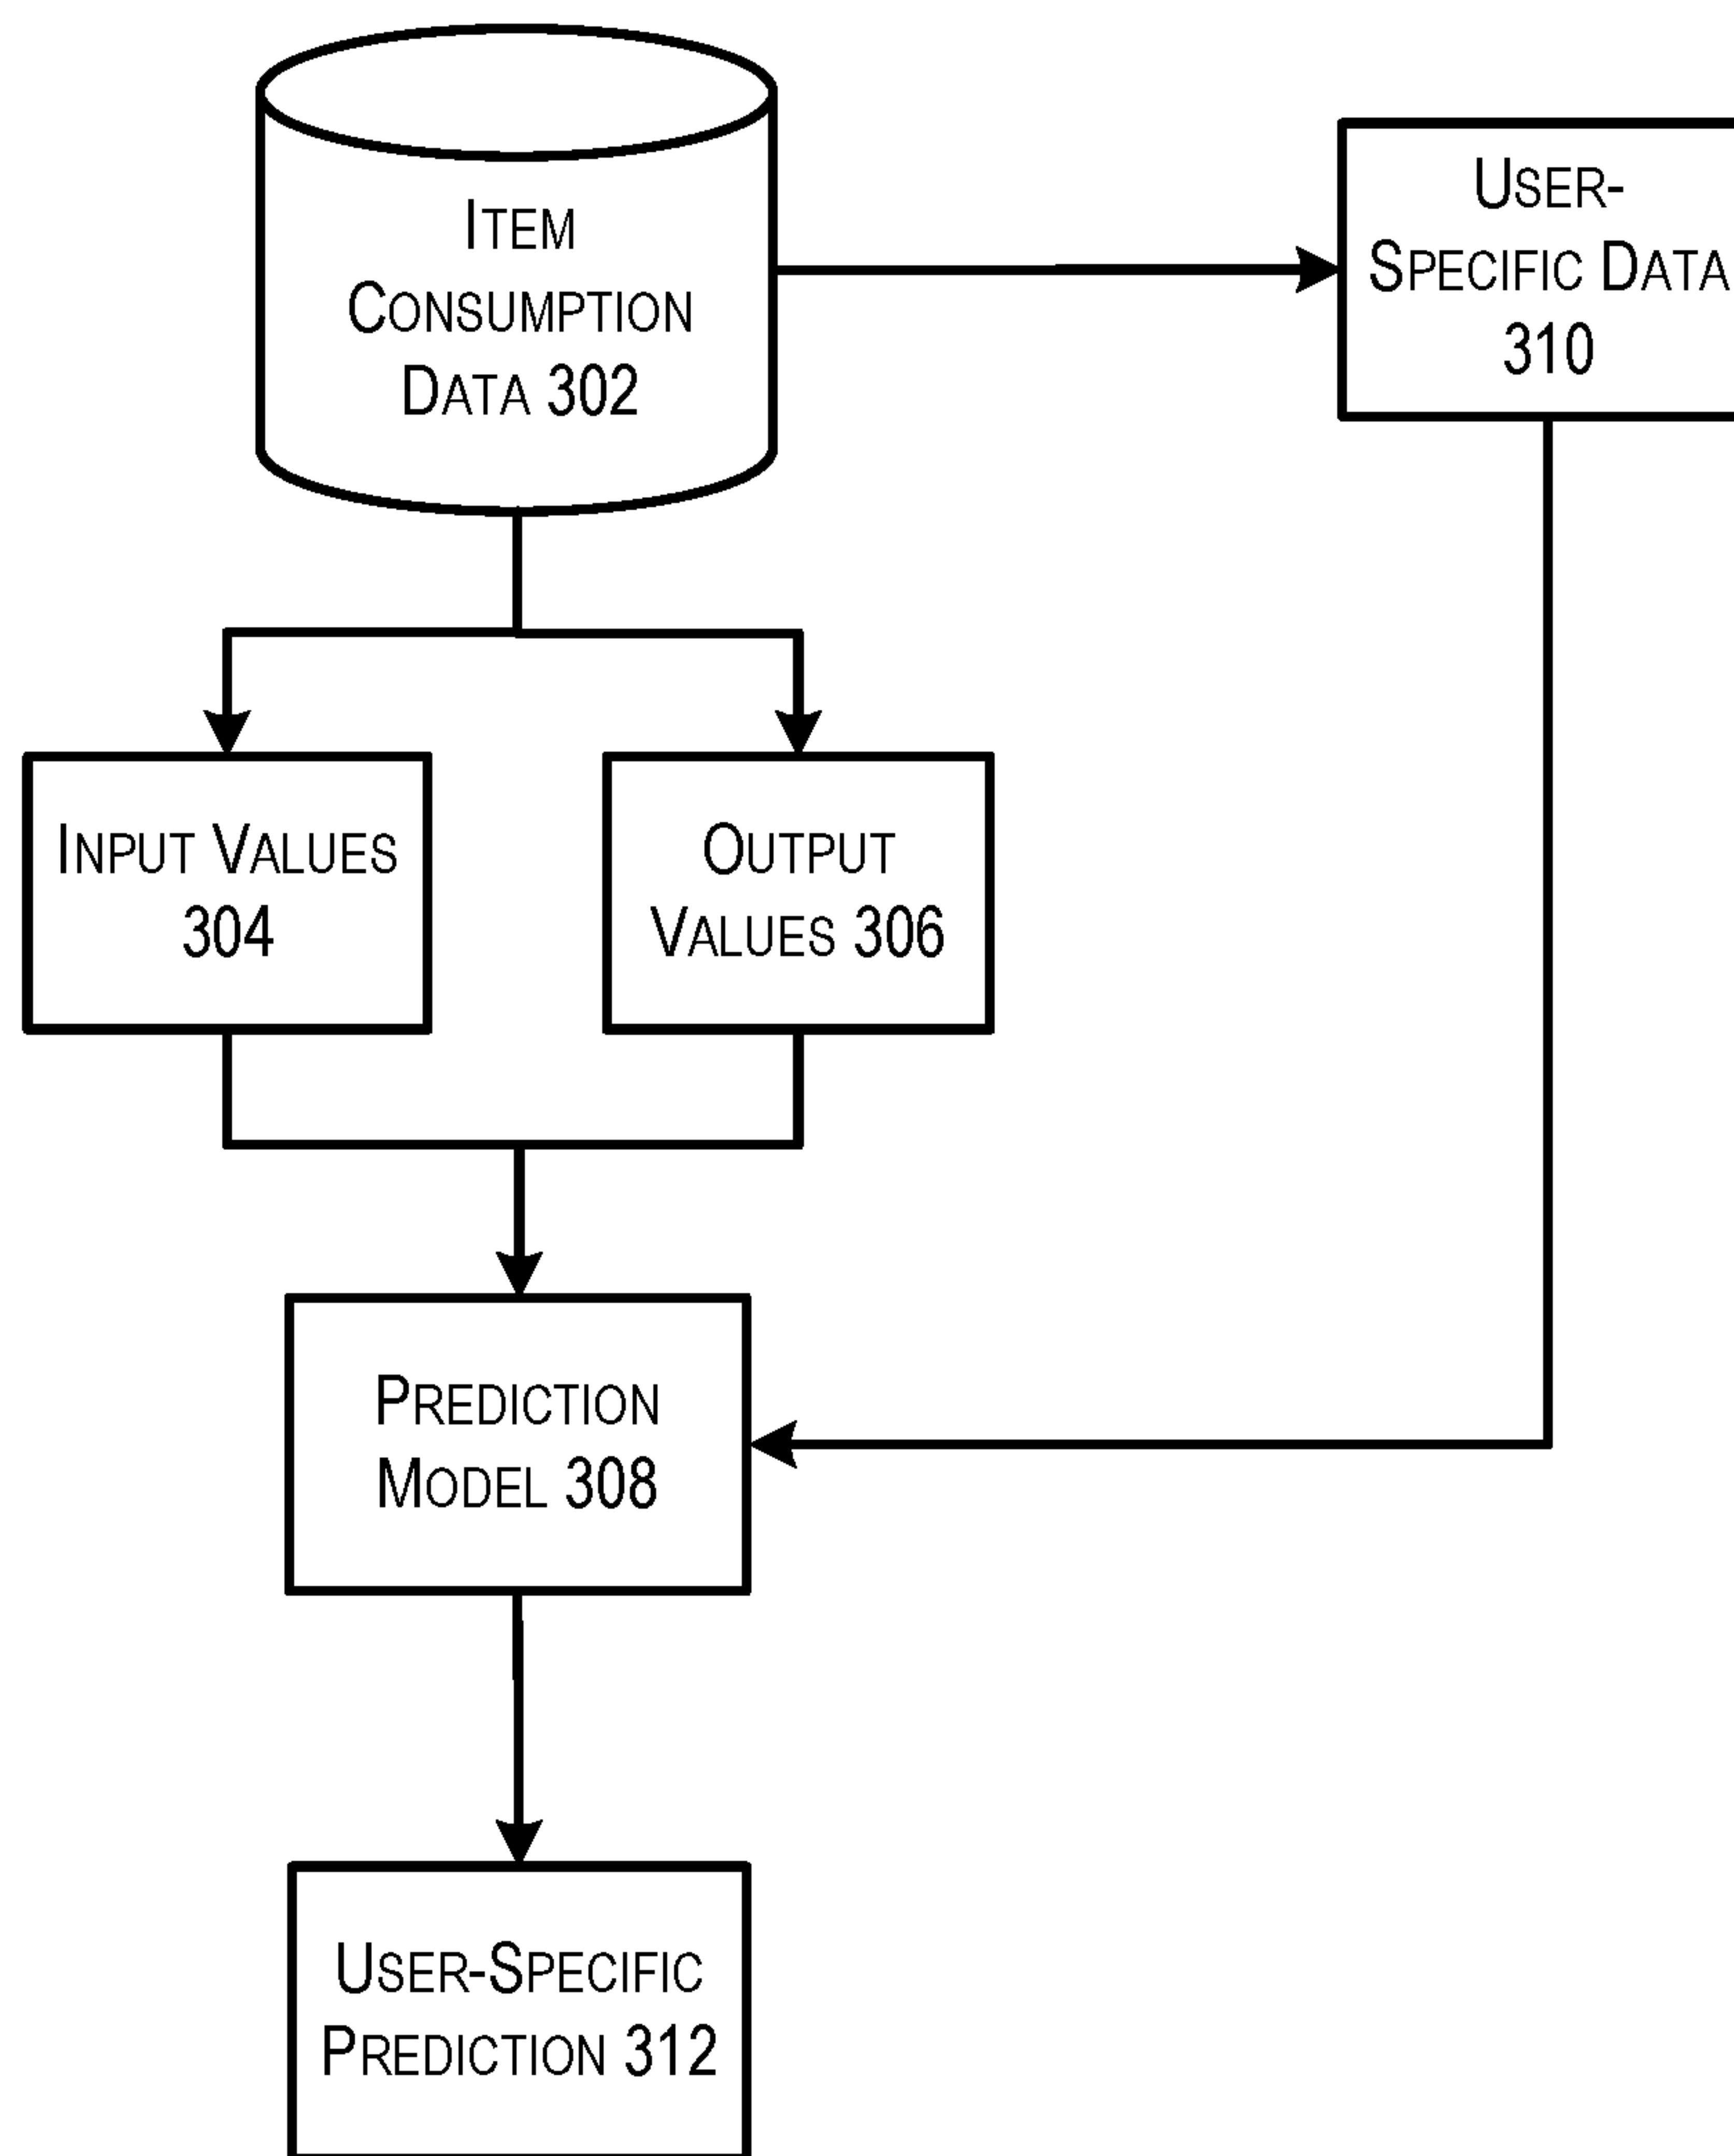 Item
Consumption
Data 302
User-
Specific Data
310
Input Values
304
Output
Values 306
Prediction
Model 308
User-Specific
Prediction 312